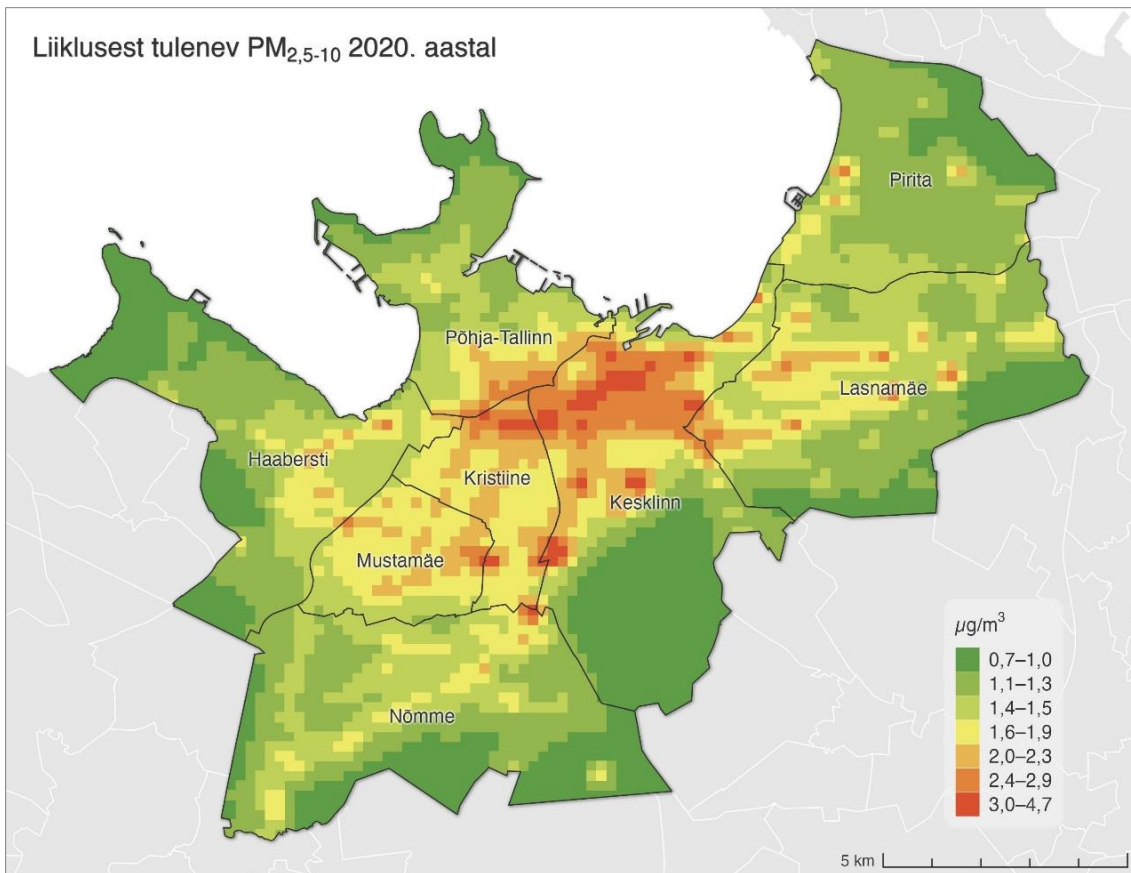 Liiklusest tulenev PM2,5-10 2020. aastal
Pirita
Põhja-Tallinn
Lasnamäe
Haabersti
Kristiine
Kesklinn
Mustamäe
Nõmme
µg/m³
0,7–1,0
1,1–1,3
1,4–1,5
1,6–1,9
2,0–2,3
2,4–2,9
3,0–4,7
5 km